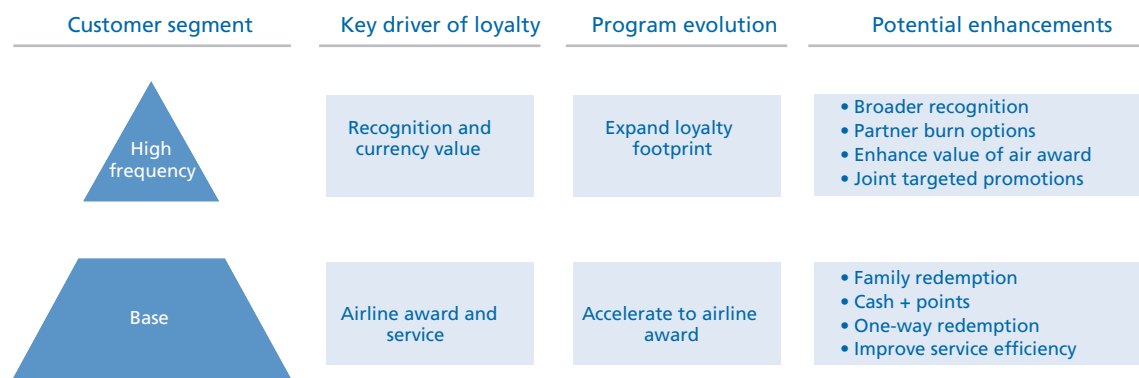 Customer segment
Key driver of loyalty
Program evolution
Potential enhancements
High
frequency
Recognition and
currency value
Expand loyalty
footprint
• Broader recognition
• Partner burn options
• Enhance value of air award
• Joint targeted promotions
Base
Airline award and
service
Accelerate to airline
award
• Family redemption
• Cash + points
• One-way redemption
• Improve service efficiency